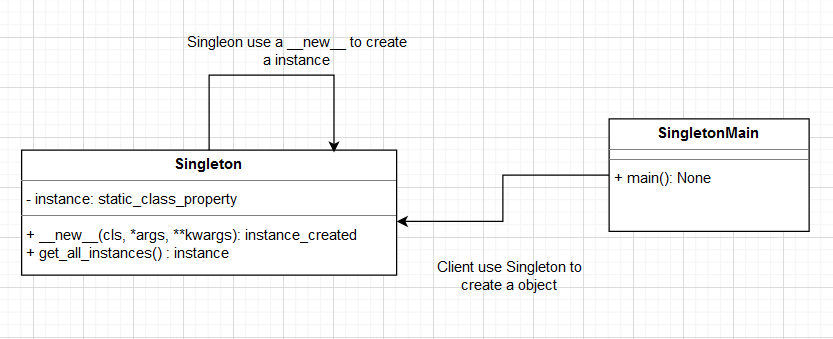 Singleon use a __new__ to create
a instance
Singleton
- instance: static_class_property
+ __new__(cls, *args, **kwargs): instance_created
+ get_all_instances() : instance
SingletonMain
+ main(): None
Client use Singleton to
create a object